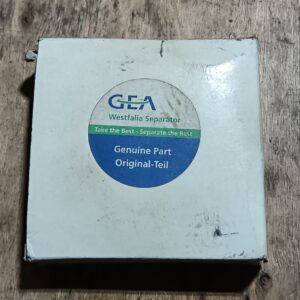 GEA
Westfalia Separator
Take the Best - Separate the Rest
Genuine Part
Original-Teil